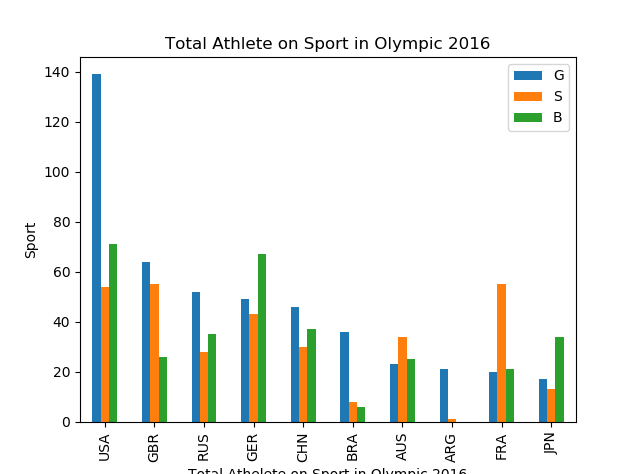 Total Athlete on Sport in Olympic 2016
G
S
B
140
120
100
80
60
40
20
0
Sport
USA
GBR
RUS
GER
CHN
BRA
AUS
ARG
FRA
JPN
Total Athelete on Sport in Olympic 2016